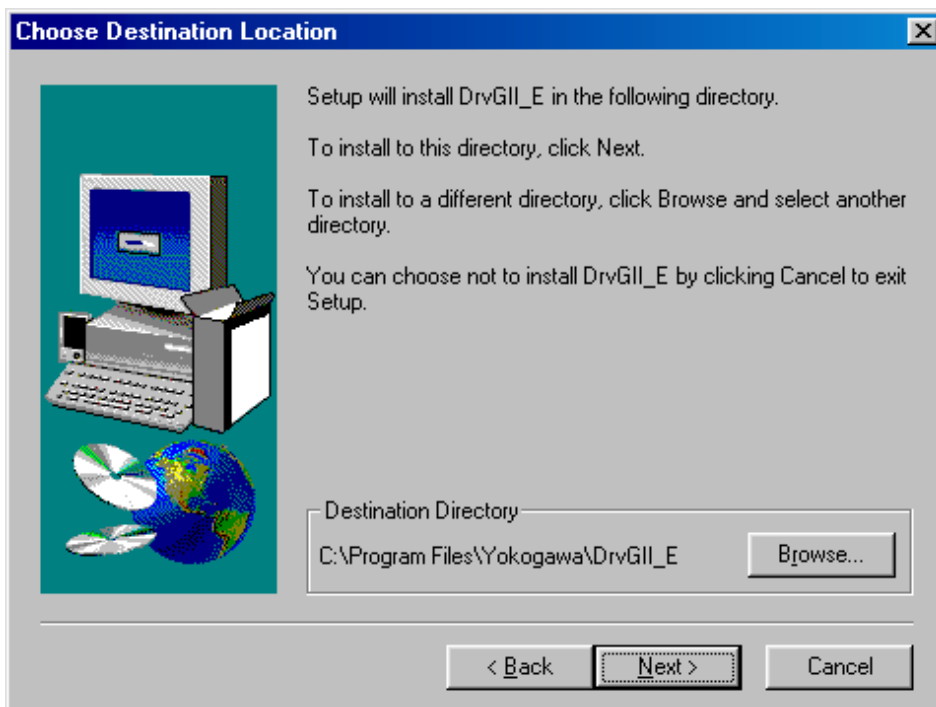 Choose Destination Location
Setup will install DrvGII_E in the following directory.
To install to this directory, click Next.
To install to a different directory, click Browse and select another
directory.
You can choose not to install DrvGII_E by clicking Cancel to exit
Setup.
Destination Directory
C:\Program Files\Yokogawa\DrvGII_E
Browse...
< Back
Next >
Cancel